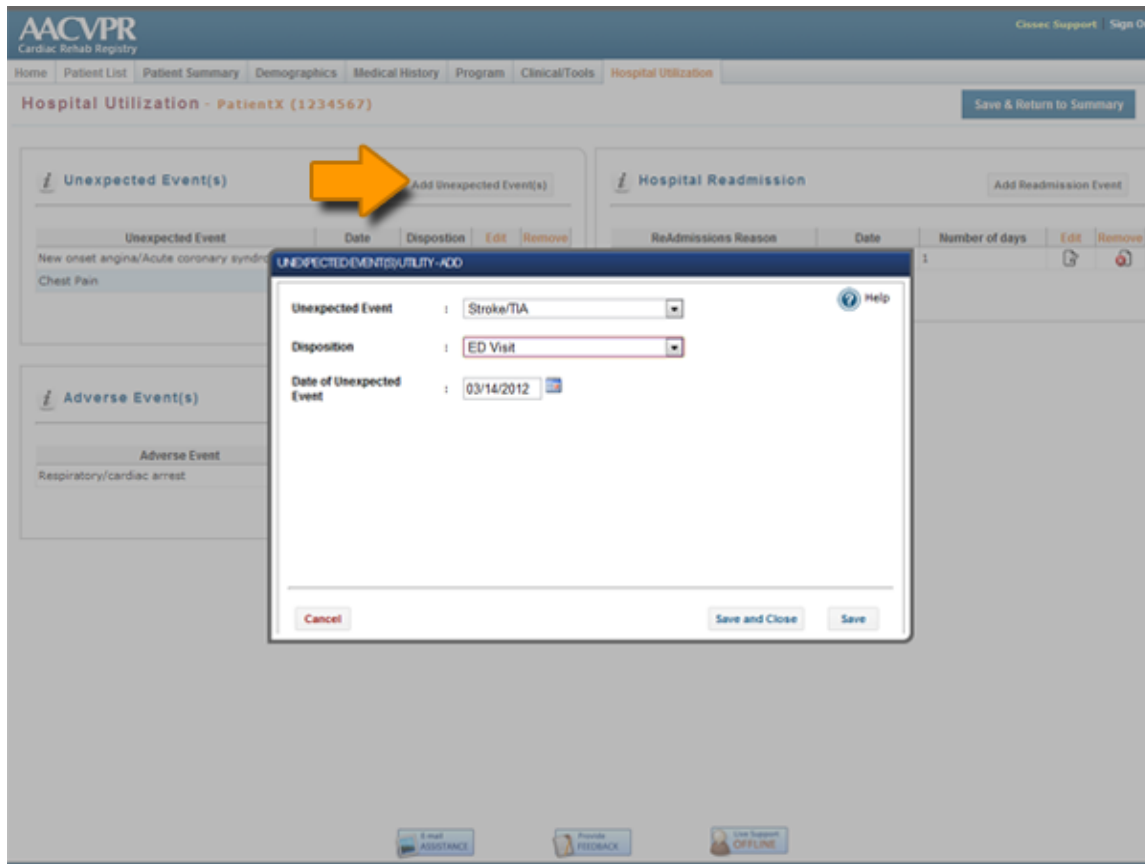 AACVPR
Cardiac Rehab Registry
Cissec Support Sign O
Home Patient List Patient Summary Demographics Medical History Program Clinical/Tools Hospital Utilization
Hospital Utilization - PatientX (1234567)
Save & Return to Summary
Unexpected Event(s)
Add Unexpected Event(s)
Hospital Readmission
Add Readmission Event
Unexpected Event Date Dispostion Edit Remove
ReAdmissions Reason Date Number of days Edit Remove
New onset angina/Acute coronary syndro
1
Chest Pain
UNEXPECTED EVENT(S) UTILITY - ADD
Help
Unexpected Event : Stroke/TIA
Disposition : ED Visit
Date of Unexpected
Event : 03/14/2012
Adverse Event(s)
Adverse Event
Respiratory/cardiac arrest
Cancel
Save and Close
Save
E-mail
ASSISTANCE
Provide
FEEDBACK
Live Support
OFFLINE